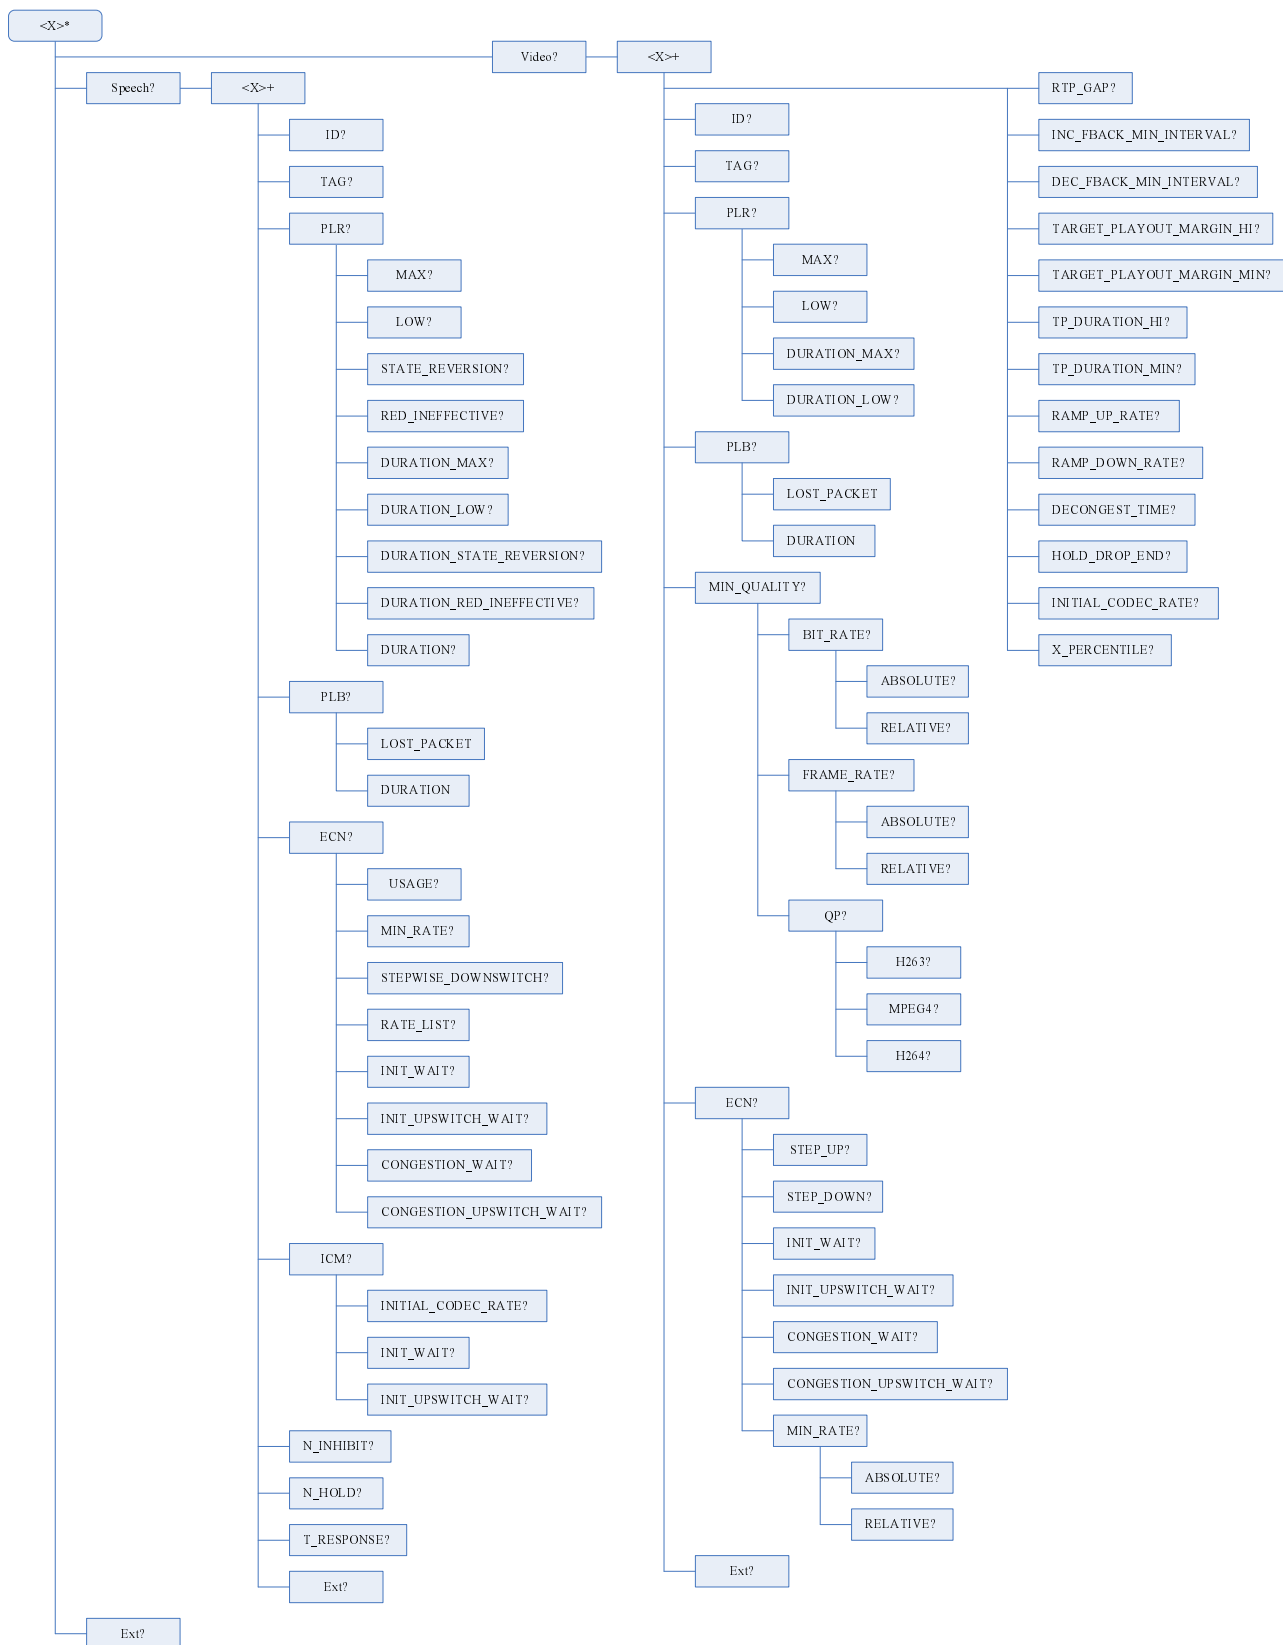 <X>*
Video?
<X>+
Speech?
<X>+
ID?
TAG?
PLR?
MAX?
LOW?
STATE_REVERSION?
RED_INEFFECTIVE?
DURATION_MAX?
DURATION_LOW?
DURATION_STATE_REVERSION?
DURATION_RED_INEFFECTIVE?
DURATION?
PLB?
LOST_PACKET
DURATION
ECN?
USAGE?
MIN_RATE?
STEPWISE_DOWNSWITCH?
RATE_LIST?
INIT_WAIT?
INIT_UPSWITCH_WAIT?
CONGESTION_WAIT?
CONGESTION_UPSWITCH_WAIT?
ICM?
INITIAL_CODEC_RATE?
INIT_WAIT?
INIT_UPSWITCH_WAIT?
N_INHIBIT?
N_HOLD?
T_RESPONSE?
Ext?
Ext?
ID?
TAG?
PLR?
MAX?
LOW?
DURATION_MAX?
DURATION_LOW?
PLB?
LOST_PACKET
DURATION
MIN_QUALITY?
BIT_RATE?
ABSOLUTE?
RELATIVE?
FRAME_RATE?
ABSOLUTE?
RELATIVE?
QP?
H263?
MPEG4?
H264?
ECN?
STEP_UP?
STEP_DOWN?
INIT_WAIT?
INIT_UPSWITCH_WAIT?
CONGESTION_WAIT?
CONGESTION_UPSWITCH_WAIT?
MIN_RATE?
ABSOLUTE?
RELATIVE?
Ext?
RTP_GAP?
INC_FBACK_MIN_INTERVAL?
DEC_FBACK_MIN_INTERVAL?
TARGET_PLAYOUT_MARGIN_HI?
TARGET_PLAYOUT_MARGIN_MIN?
TP_DURATION_HI?
TP_DURATION_MIN?
RAMP_UP_RATE?
RAMP_DOWN_RATE?
DECONGEST_TIME?
HOLD_DROP_END?
INITIAL_CODEC_RATE?
X_PERCENTILE?